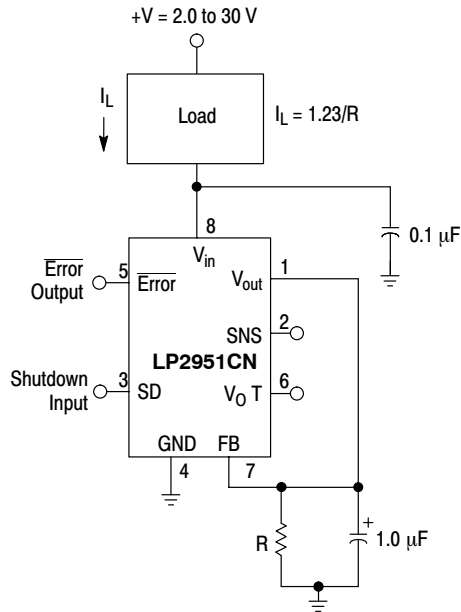 +V = 2.0 to 30 V
I_L
Load
I_L = 1.23/R
8
0.1 µF
V_in
Error
Output
5
Error
V_out
1
SNS
2
LP2951CN
Shutdown
Input
3
SD
V_O T
6
GND
FB
4
7
R
+
1.0 µF